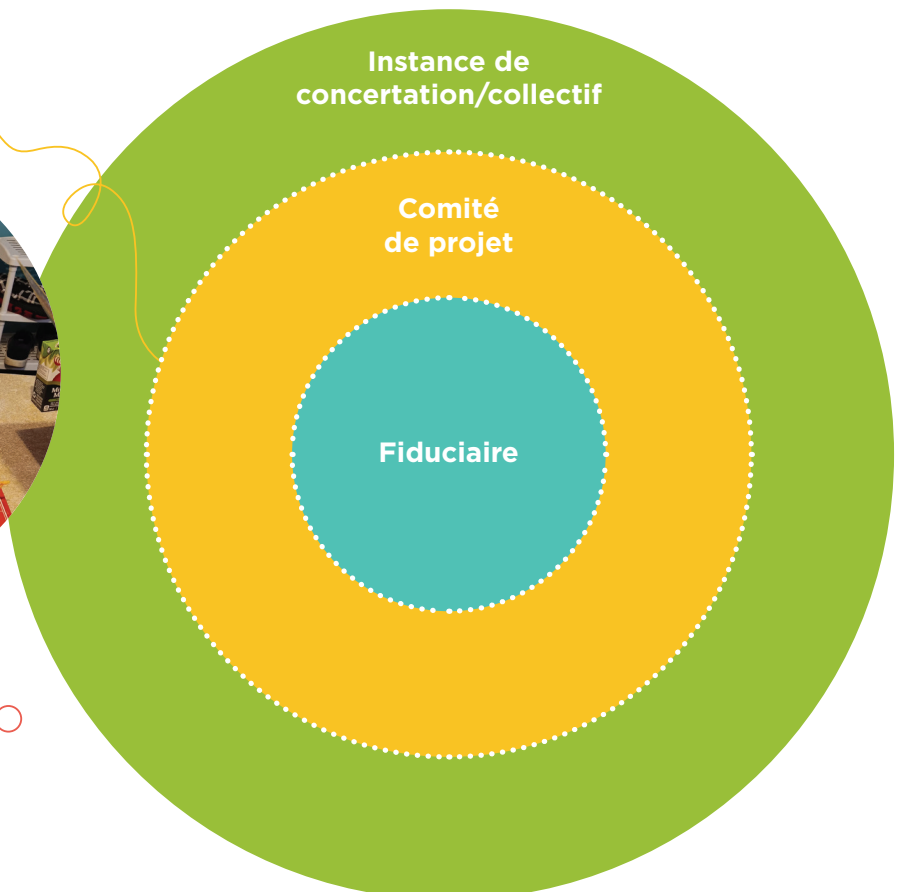 Instance de
concertation/collectif
Comité
de projet
Fiduciaire